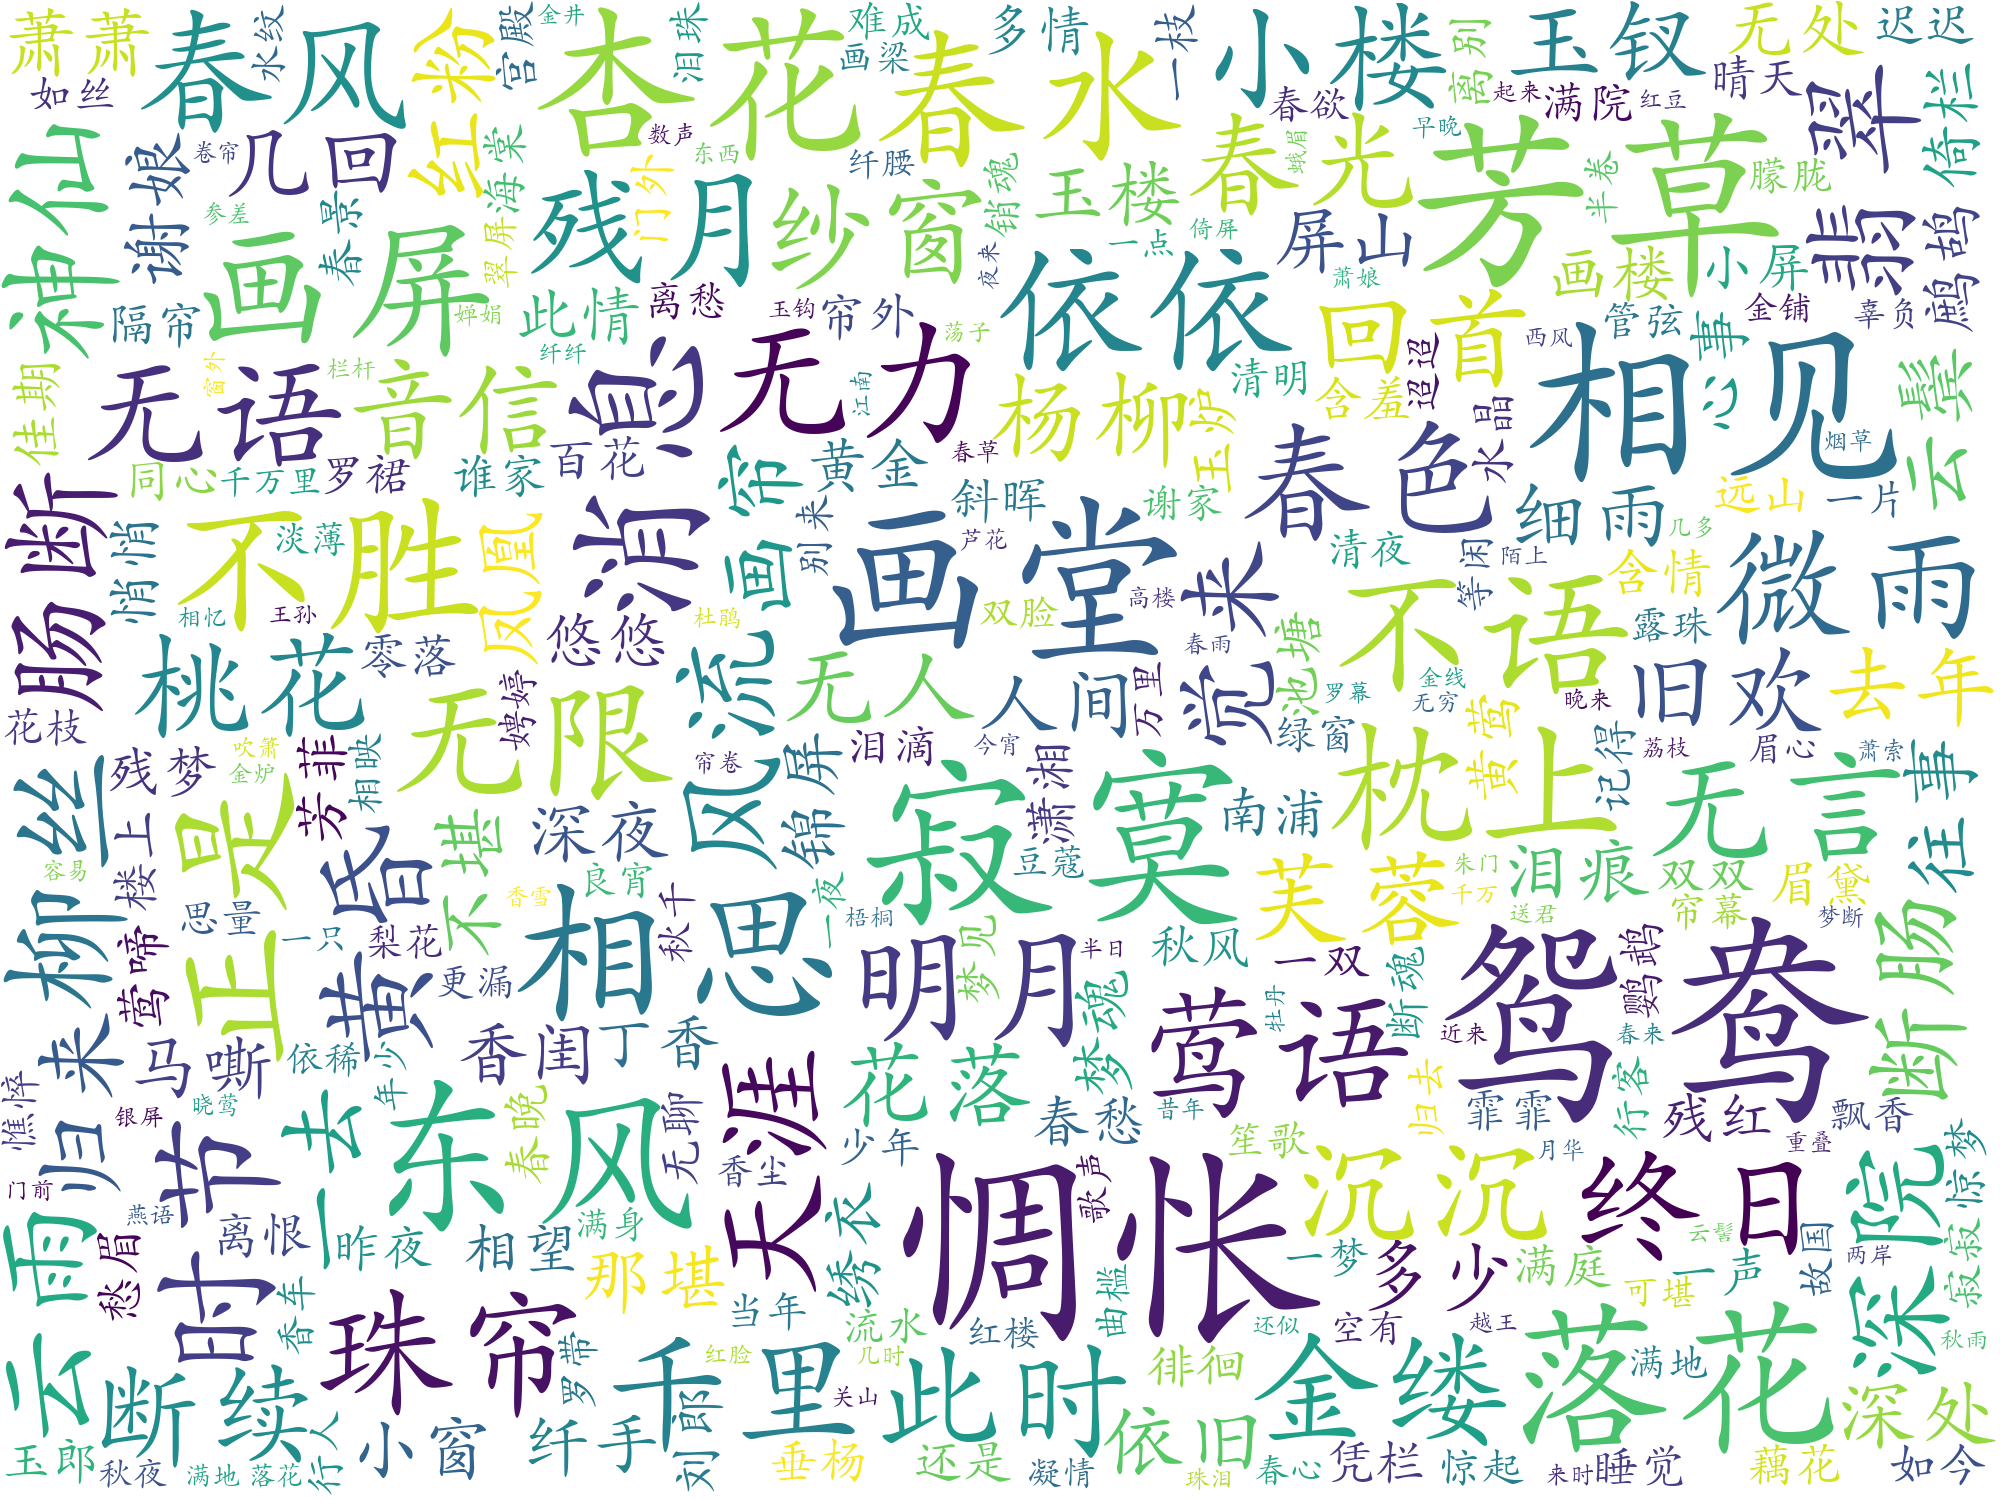 萧萧
春风
水纹
红粉
宫殿
金井
杏花
泪珠
难成
画梁
春水
多情
一枝
小楼
离别
玉钗
无处
迟迟
如丝
神仙
谢娘
几回
卷帘
海棠
数声
东西
纤腰
销魂
春光
春欲
起来
满院
红豆
早晚
晴天
翡翠
倚栏
蛾眉
芳草
半卷
朦胧
参差
春景
画屏
翠屏
残月
门外
纱窗
玉楼
一点
倚屏
屏山
夜来
依依
萧娘
画楼
小屏
鹧鸪
隔帘
婵娟
此情
离愁
玉钩
帘外
荡子
回首
西风
管弦
心事
金铺
辜负
佳期
窗外
栏杆
纤纤
无语
音信
消息
无力
江南
杨柳
玉炉
清明
含羞
迢迢
相见
云鬓
烟草
同心
千万里
罗裙
谁家
百花
画帘
黄金
春草
春色
水晶
肠断
悄悄
不胜
淡薄
凤凰
别来
斜晖
芦花
谢家
清夜
细雨
等闲
陌上
远山
一片
几多
微雨
画堂
双脸
高楼
觉来
春雨
不语
含情
露珠
相忆
王孙
悠悠
杜鹃
桃花
零落
娉婷
无限
风流
无人
人间
万里
池塘
罗幕
金线
无穷
晚来
旧欢
去年
花枝
残梦
吹箫
金炉
芳菲
相映
帘卷
泪滴
今宵
潇湘
绿窗
枕上
黄莺
记得
荔枝
眉心
萧索
往事
柳丝
正是
楼上
容易
黄昏
不堪
深夜
锦屏
寂寞
豆蔻
南浦
无言
芙蓉
朱门
千万
泪痕
双双
眉黛
思量
莺啼
一只
梨花
良宵
香雪
相思
秋千
一夜
梧桐
明月
梦见
半日
秋风
一双
送君
帘幕
梦断
断肠
更漏
梦魂
断魂
鸳鸯
鹦鹉
归来
马嘶
依稀
年少
香闺
丁香
天涯
花落
莺语
牡丹
近来
春来
憔悴
银屏
晓莺
一去
东风
春晚
无聊
香尘
少年
春愁
昔年
归去
霏霏
行客
残红
飘香
门前
云雨
燕语
时节
离恨
昨夜
相望
满身
绣衣
惆怅
歌声
笙歌
沉沉
月华
终日
重叠
深院
惊梦
愁眉
香车
那堪
当年
曲槛
一梦
多少
满庭
可堪
一声
云髻
故国
两岸
寂寂
珠帘
罗带
千里
红脸
流水
几时
红楼
还似
空有
越王
满地
秋雨
断续
小窗
纤手
刘郎
关山
此时
徘徊
金缕
落花
深处
玉郎
秋夜
满地落花
行人
垂杨
还是
凝情
依旧
珠泪
春心
凭栏
惊起
来时
睡觉
藕花
如今